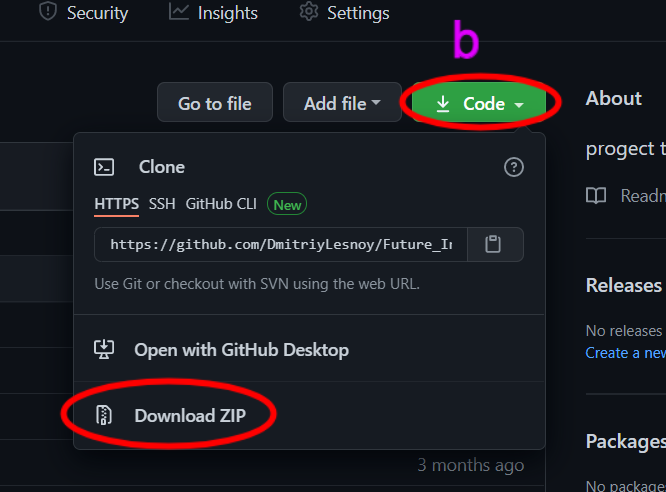 Security Insights Settings
b
Go to file Add file Code
About
progect t
Clone
Readm
HTTPS SSH GitHub CLI New
https://github.com/DmitriyLesnoy/Future_In
Use Git or checkout with SVN using the web URL.
Releases
No releases
Create a new
Open with GitHub Desktop
Download ZIP
Packages
3 months ago
No package